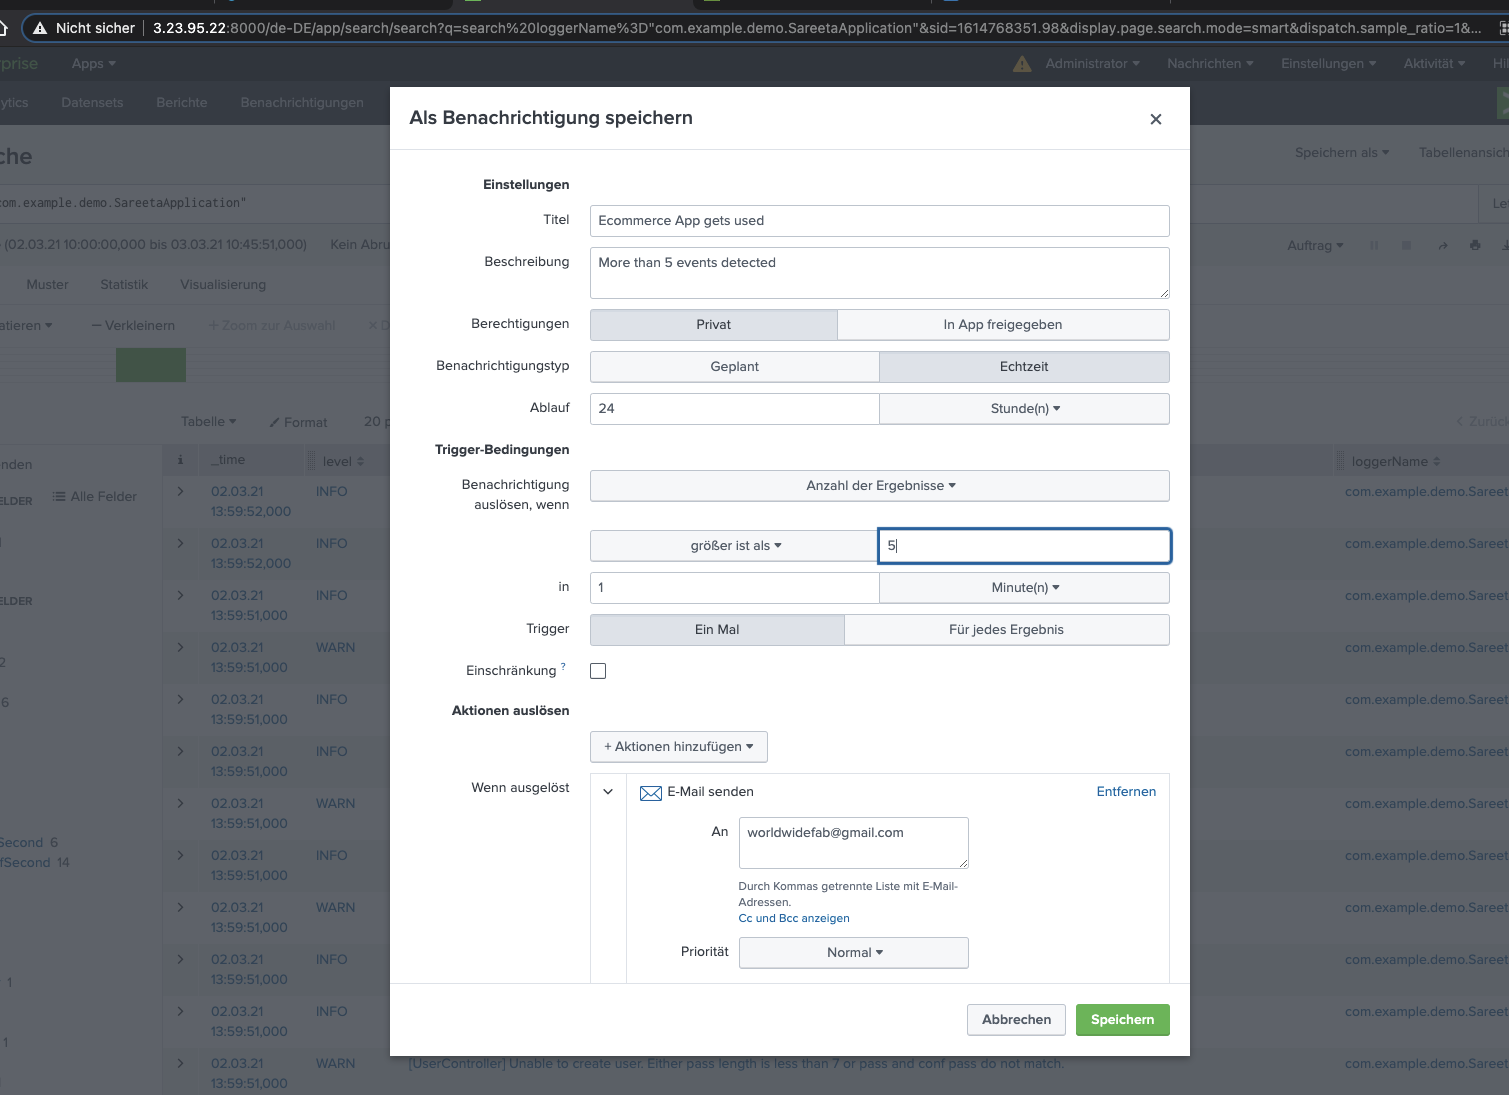 Nicht sicher | 3.23.95.22:8000/de-DE/app/search/search?q=search%20loggerName%3D"com.example.demo.SareetaApplication"&sid=1614768351.98&display.page.search.mode=smart&dispatch.sample_ratio=1&...
prise Apps Administrator Nachrichten Einstellungen Aktivität Hil
ytics Datensets Berichte Benachrichtigungen
Als Benachrichtigung speichern
che Speichern als Tabellenansich
com.example.demo.SareetaApplication"
(02.03.21 10:00:00,000 bis 03.03.21 10:45:51,000) Kein Abru
Auftrag
Muster Statistik Visualisierung
atieren Verkleinern + Zoom zur Auswahl
Tabelle Format 20 p
Zurück
nden
ELDER Alle Felder
ELDER
2
6
Second 6
fSecond 14
1
1
i _time level loggerName
02.03.21 INFO com.example.demo.Sareet
13:59:52,000
02.03.21 INFO com.example.demo.Sareet
13:59:52,000
02.03.21 INFO com.example.demo.Sareet
13:59:51,000
02.03.21 WARN com.example.demo.Sareet
13:59:51,000
02.03.21 INFO com.example.demo.Sareet
13:59:51,000
02.03.21 INFO com.example.demo.Sareet
13:59:51,000
02.03.21 WARN com.example.demo.Sareet
13:59:51,000
02.03.21 INFO com.example.demo.Sareet
13:59:51,000
02.03.21 WARN com.example.demo.Sareet
13:59:51,000
02.03.21 INFO com.example.demo.Sareet
13:59:51,000
02.03.21 INFO com.example.demo.Sareet
13:59:51,000
02.03.21 WARN [UserController] Unable to create user. Either pass length is less than 7 or pass and conf pass do not match. com.example.demo.Sareet
13:59:51,000
Einstellungen
Titel Ecommerce App gets used
Beschreibung More than 5 events detected
Berechtigungen Privat In App freigegeben
Benachrichtigungstyp Geplant Echtzeit
Ablauf 24 Stunde(n)
Trigger-Bedingungen
Benachrichtigung auslösen, wenn Anzahl der Ergebnisse
größer ist als 5
in 1 Minute(n)
Trigger Ein Mal Für jedes Ergebnis
Einschränkung ?
Aktionen auslösen
+ Aktionen hinzufügen
Wenn ausgelöst E-Mail senden Entfernen
An worldwidefab@gmail.com
Durch Kommas getrennte Liste mit E-Mail-
Adressen.
Cc und Bcc anzeigen
Priorität Normal
Abbrechen Speichern